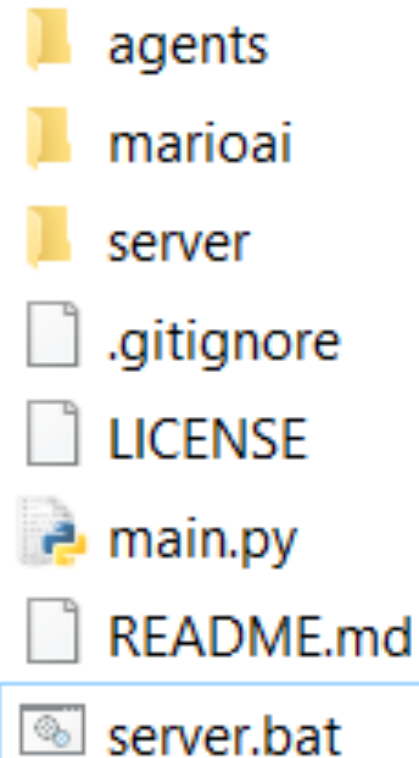 agents
marioai
server
.gitignore
LICENSE
main.py
README.md
server.bat